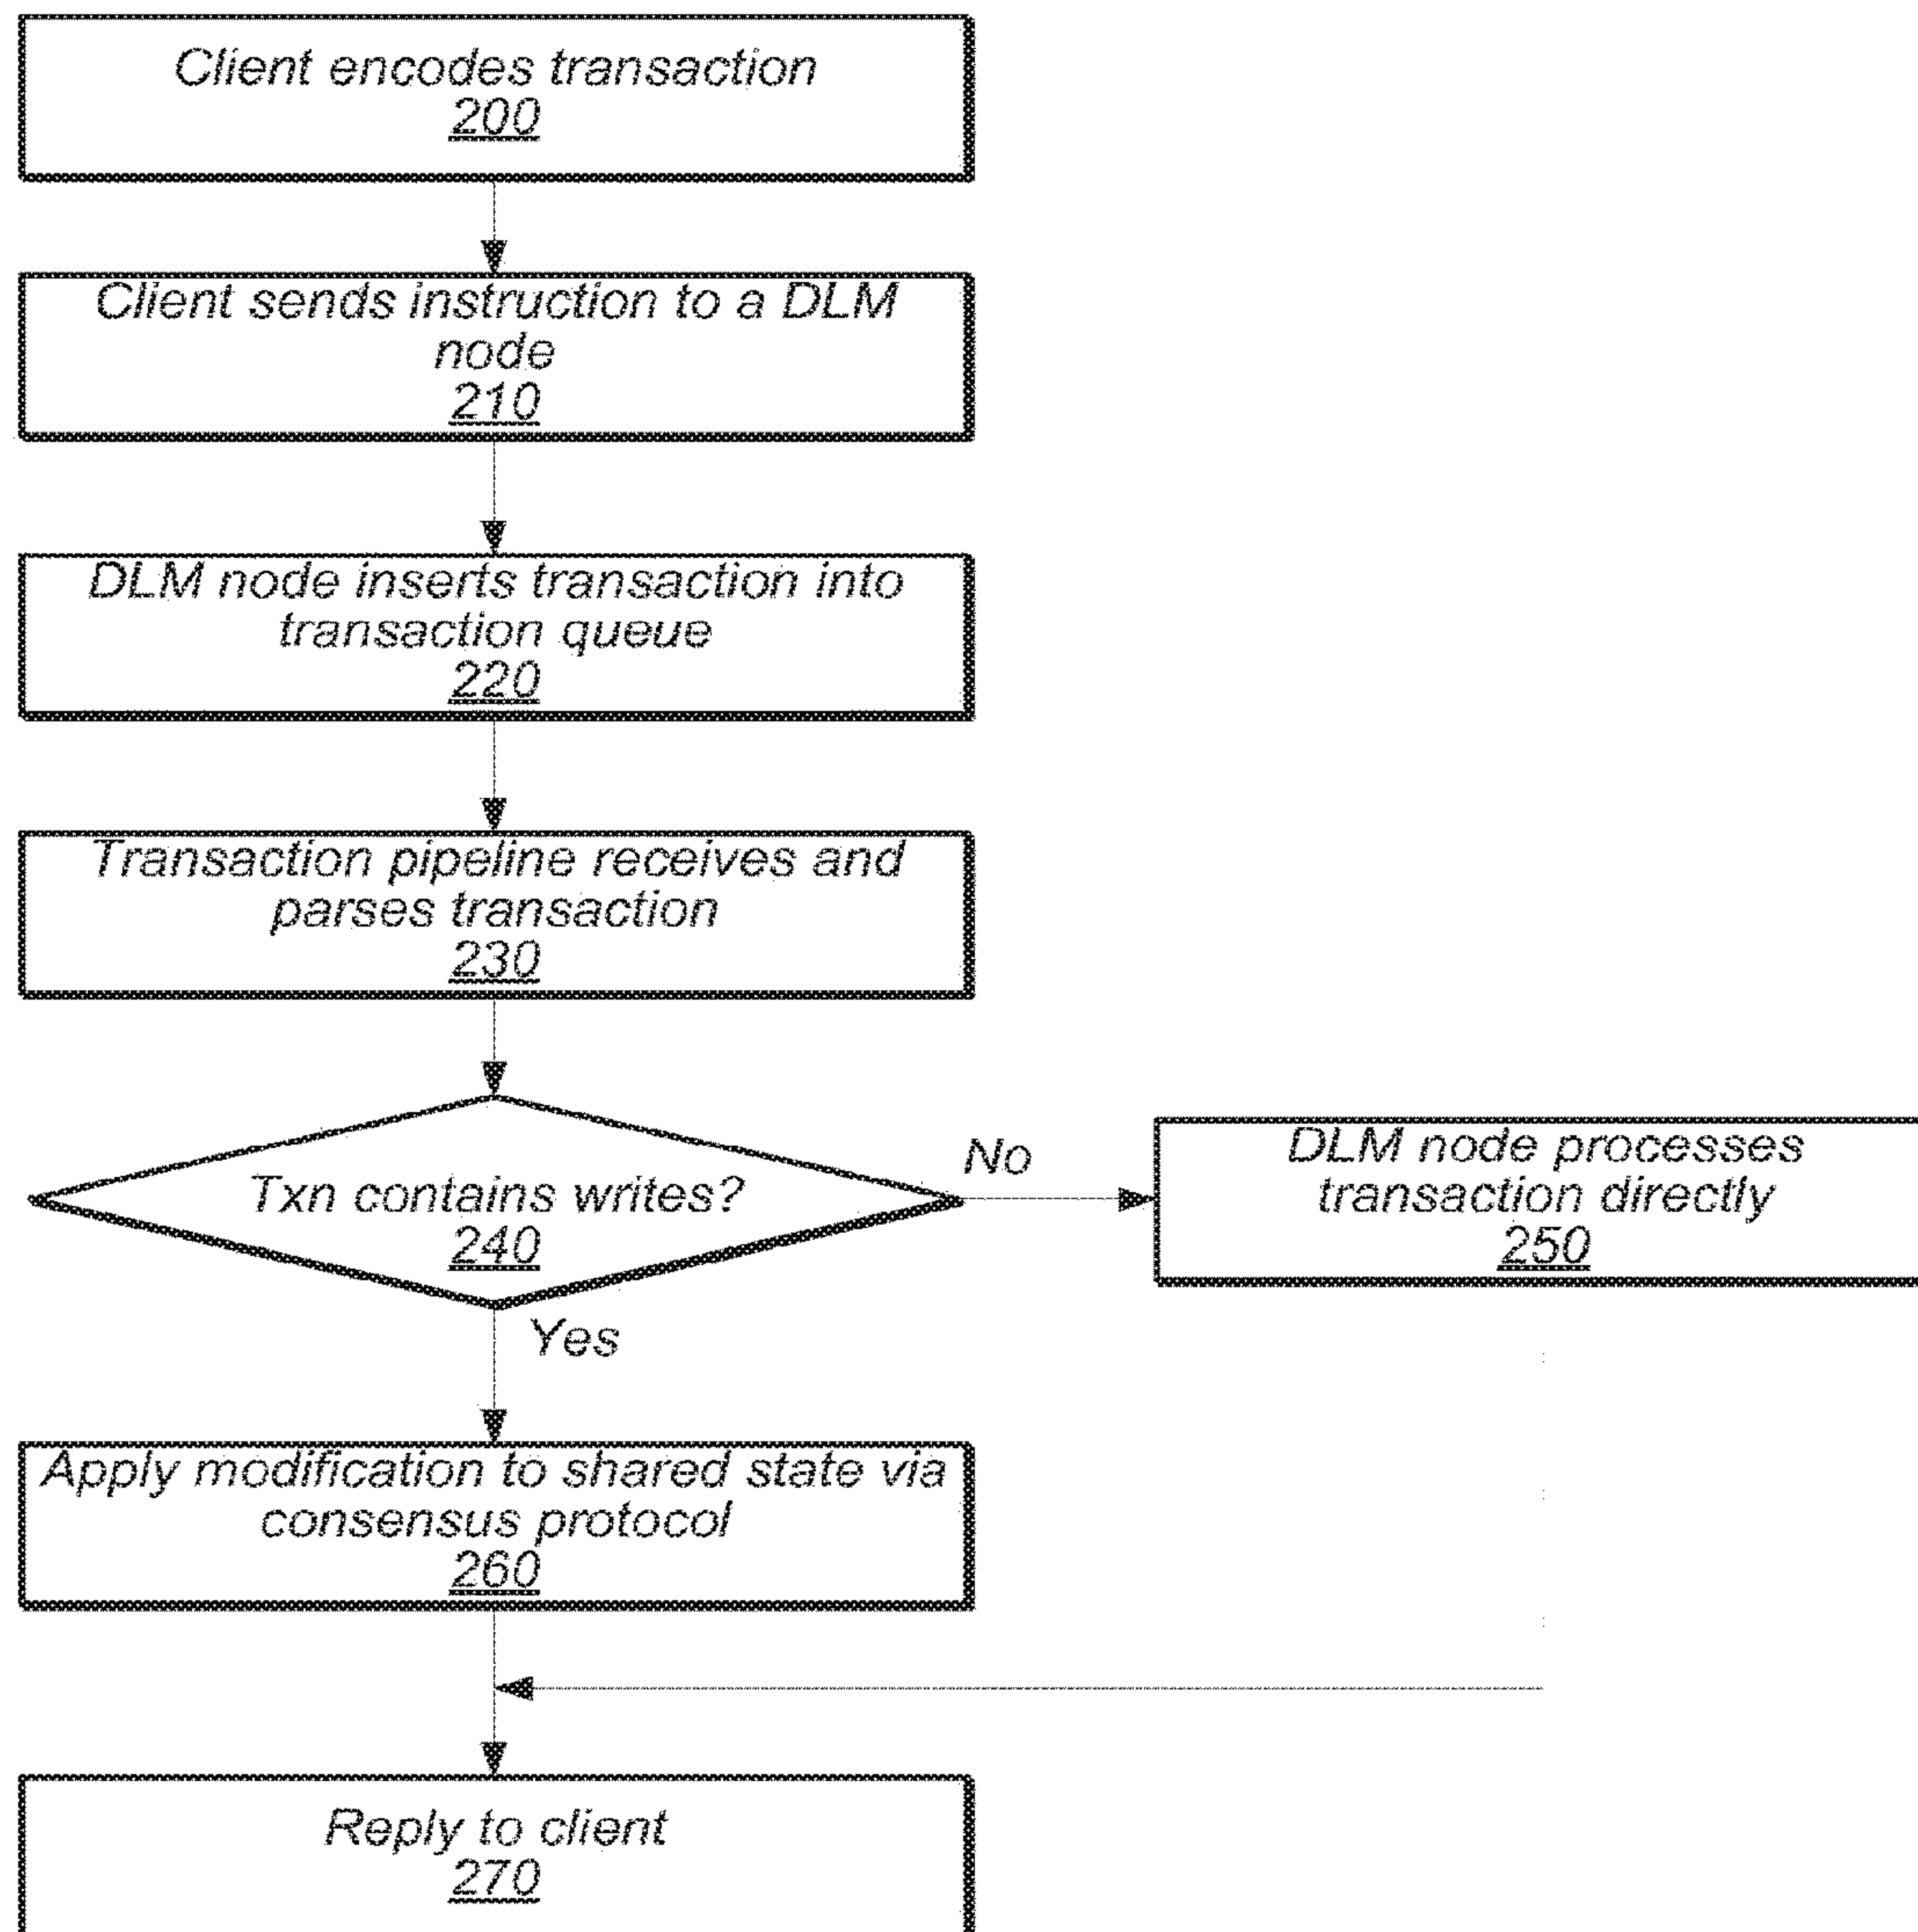 Client encodes transaction
200
Client sends instruction to a DLM
node
210
DLM node inserts transaction into
transaction queue
220
Transaction pipeline receives and
parses transaction
230
Txn contains writes?
240
No
DLM node processes
transaction directly
250
Yes
Apply modification to shared state via
consensus protocol
260
Reply to client
270